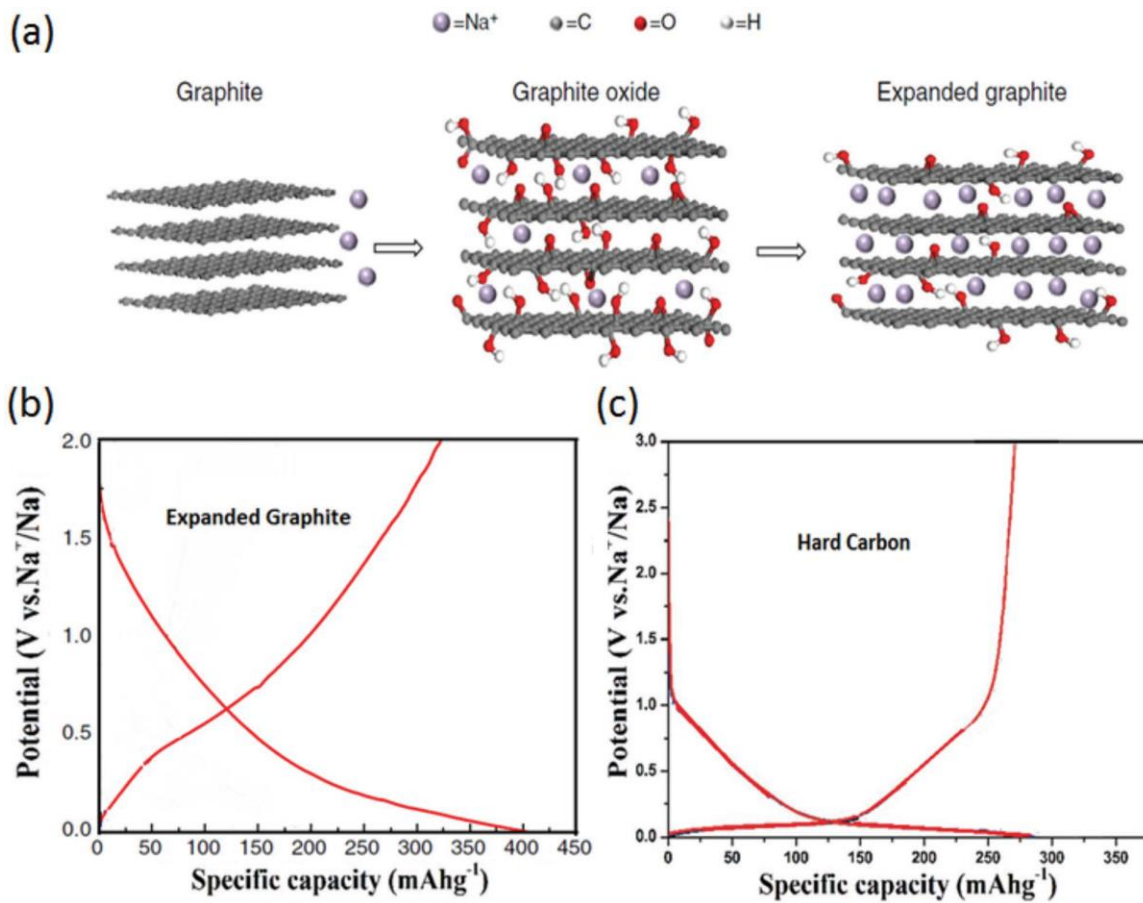 (a)
=Na⁺ =C =O =H
Graphite Graphite oxide Expanded graphite
(b)
2.0
1.5
1.0
0.5
0.0
Potential (V vs.Na⁺/Na)
Expanded Graphite
0 50 100 150 200 250 300 350 400 450
Specific capacity (mAhg⁻¹)
(c)
3.0
2.5
2.0
1.5
1.0
0.5
0.0
Potential (V vs.Na⁺/Na)
Hard Carbon
0 50 100 150 200 250 300 350
Specific capacity (mAhg⁻¹)